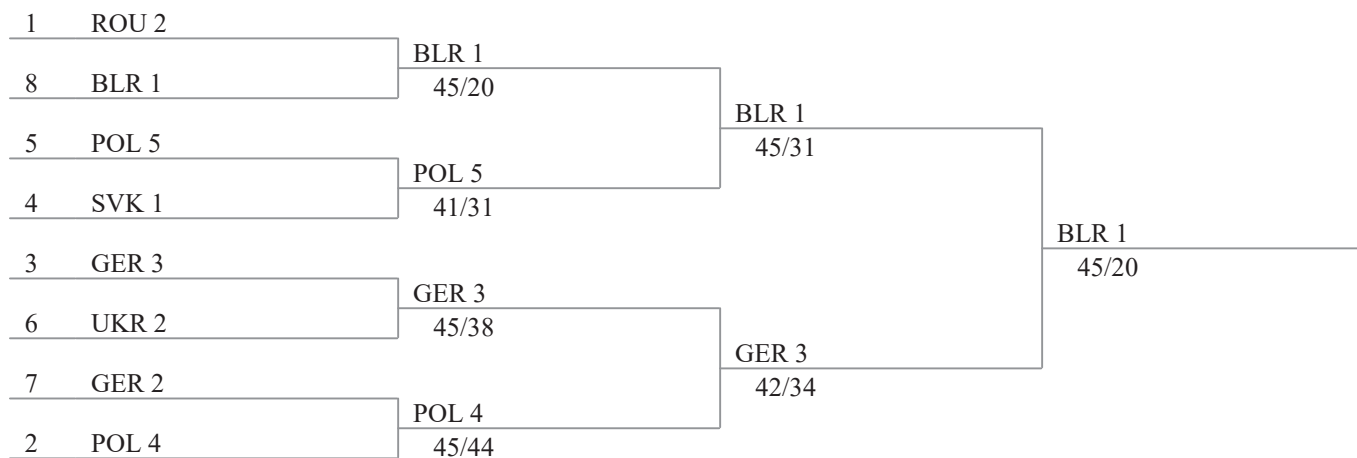 1 ROU 2
BLR 1
8 BLR 1
45/20
BLR 1
5 POL 5
45/31
POL 5
4 SVK 1
41/31
BLR 1
3 GER 3
45/20
GER 3
6 UKR 2
45/38
GER 3
7 GER 2
42/34
POL 4
2 POL 4
45/44